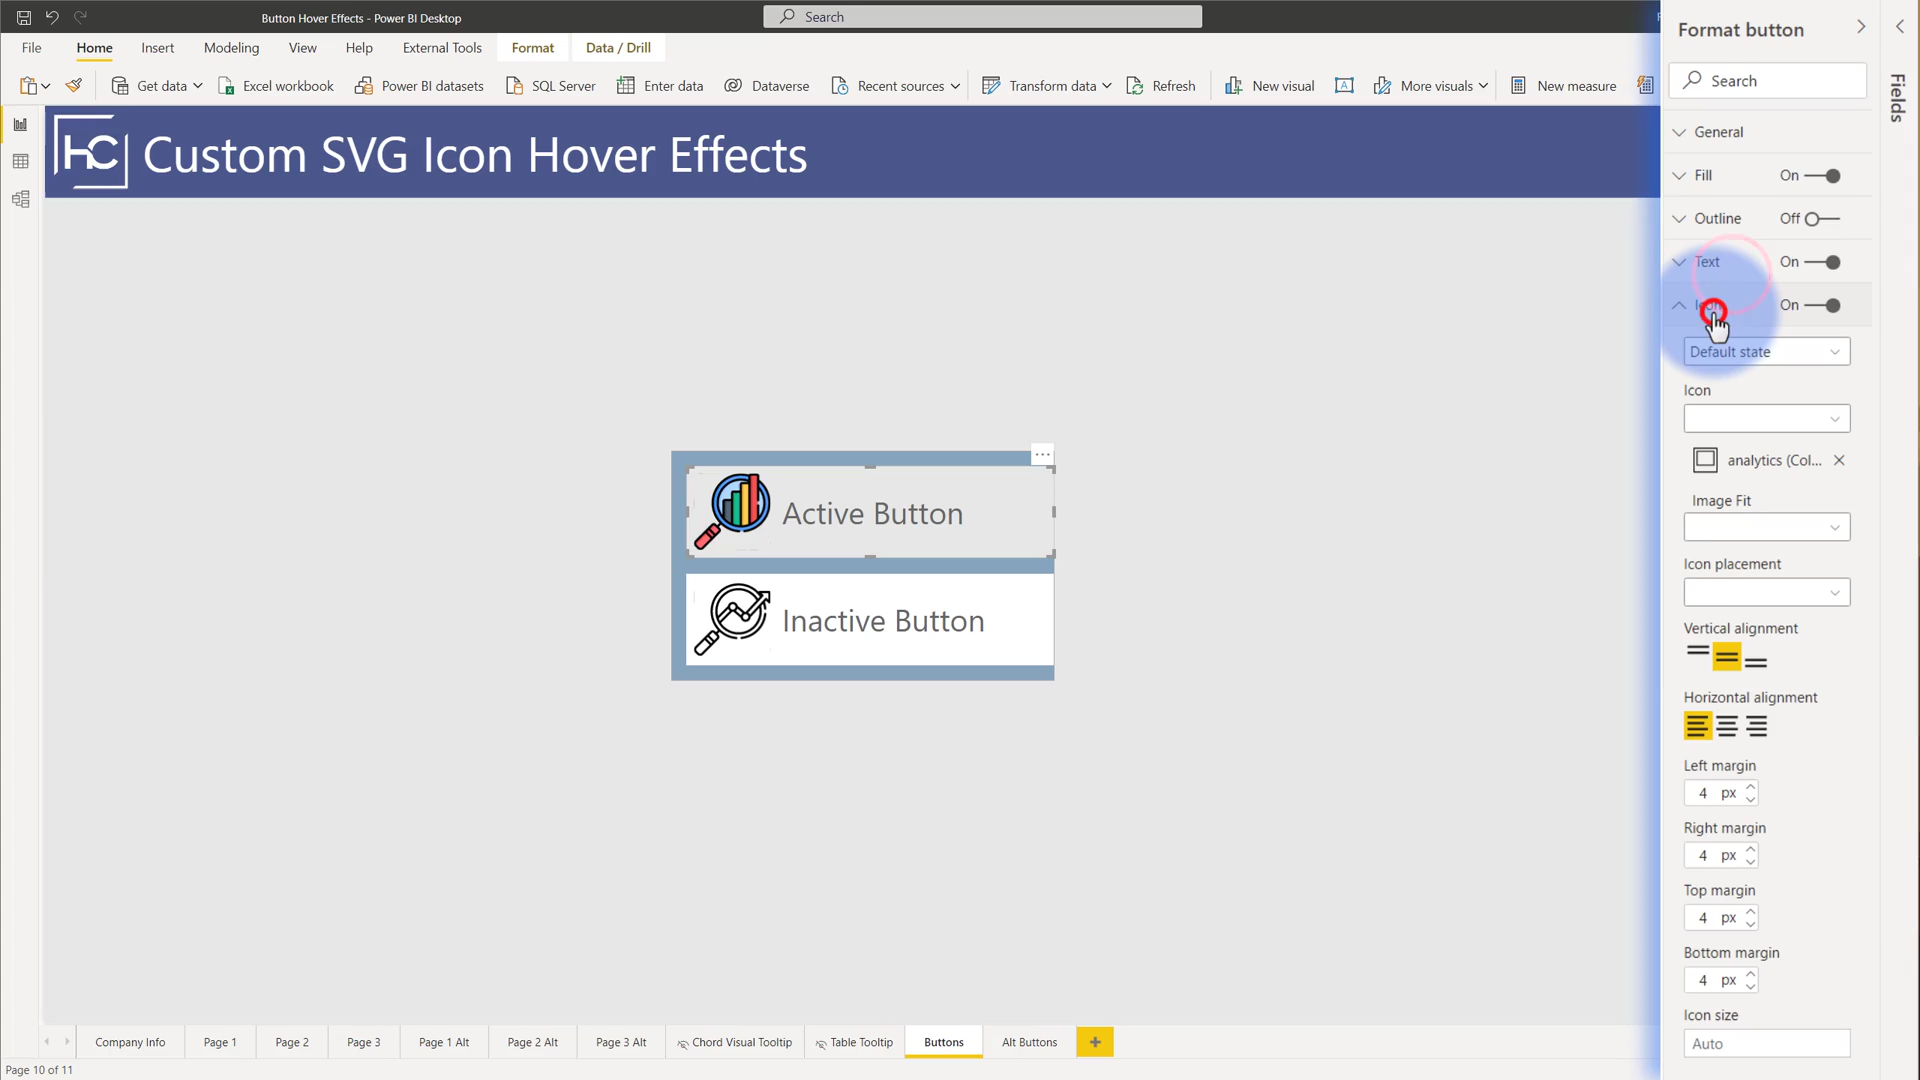 Button Hover Effects - Power BI Desktop
Search
File
Home
Insert
Modeling
View
Help
External Tools
Format
Data / Drill
Get data
Excel workbook
Power BI datasets
SQL Server
Enter data
Dataverse
Recent sources
Transform data
Refresh
New visual
More visuals
New measure
HC
Custom SVG Icon Hover Effects
Active Button
Inactive Button
Format button
Search
General
Fill On
Outline Off
Text On
Icon On
Default state
Icon
analytics (Col...
Image Fit
Icon placement
Vertical alignment
Horizontal alignment
Left margin
4 px
Right margin
4 px
Top margin
4 px
Bottom margin
4 px
Icon size
Auto
Fields
Company Info
Page 1
Page 2
Page 3
Page 1 Alt
Page 2 Alt
Page 3 Alt
Chord Visual Tooltip
Table Tooltip
Buttons
Alt Buttons
Page 10 of 11